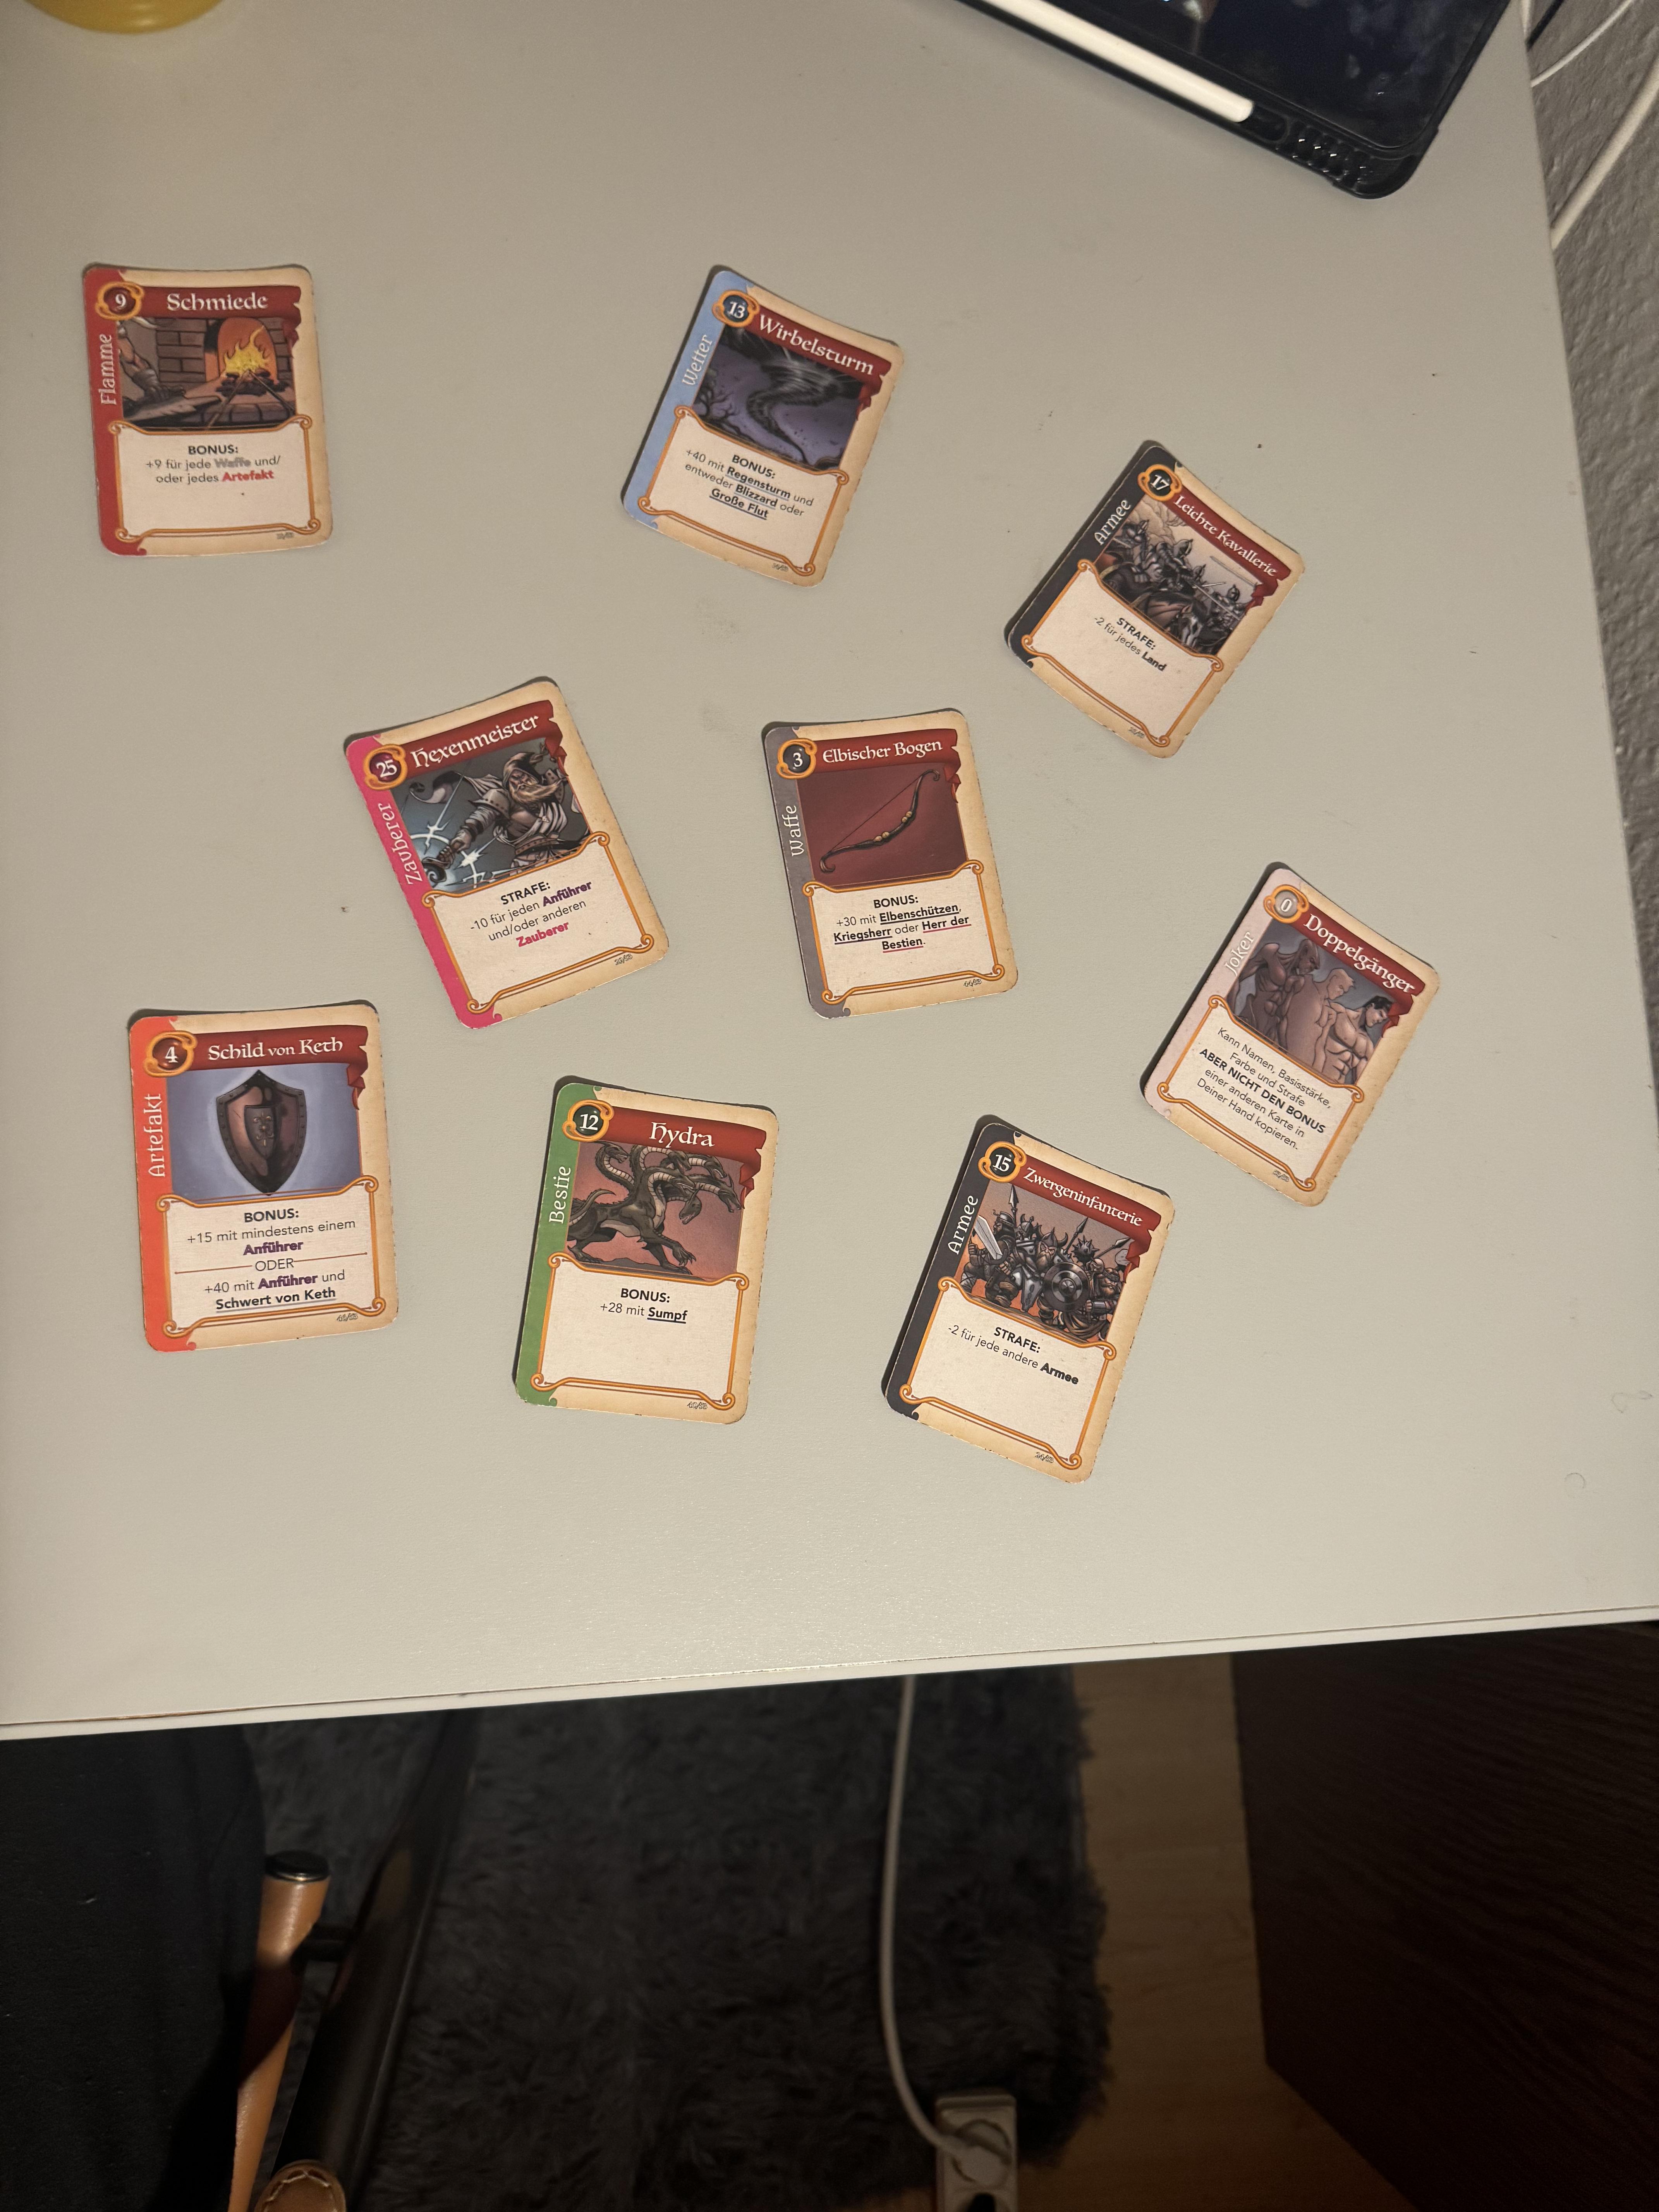 9
Schmiede
Flamme
BONUS:
+9 für jede Waffe und/
oder jedes Artefakt
13
Wirbelsturm
Wetter
BONUS:
+40 mit Regensturm und
entweder Blizzard oder
Große Flut
17
Leichte Kavallerie
Armee
STRAFE:
-2 für jedes Land
25
Hexenmeister
Zauberer
STRAFE:
-10 für jeden Anführer
und/oder anderen
Zauberer
3
Elbischer Bogen
Waffe
BONUS:
+30 mit Elbenschützen,
Kriegsherr oder Herr der
Bestien.
0
Doppelgänger
Joker
Kann Namen, Basisstärke,
Farbe und Strafe
ABER NICHT DEN BONUS
einer anderen Karte in
Deiner Hand kopieren.
4
Schild von Keth
Artefakt
BONUS:
+15 mit mindestens einem
Anführer
ODER
+40 mit Anführer und
Schwert von Keth
12
Hydra
Bestie
BONUS:
+28 mit Sumpf
15
Zwergeninfanterie
Armee
STRAFE:
-2 für jede andere Armee